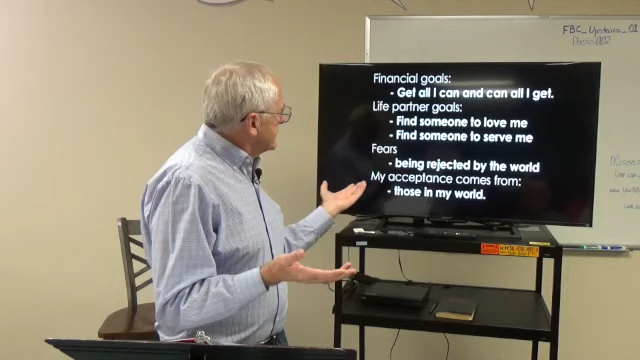 FBC_Upstairs_01
Financial goals:
- Get all I can and can all I get.
Life partner goals:
- Find someone to love me
- Find someone to serve me
Fears
- being rejected by the world
My acceptance comes from:
- those in my world.